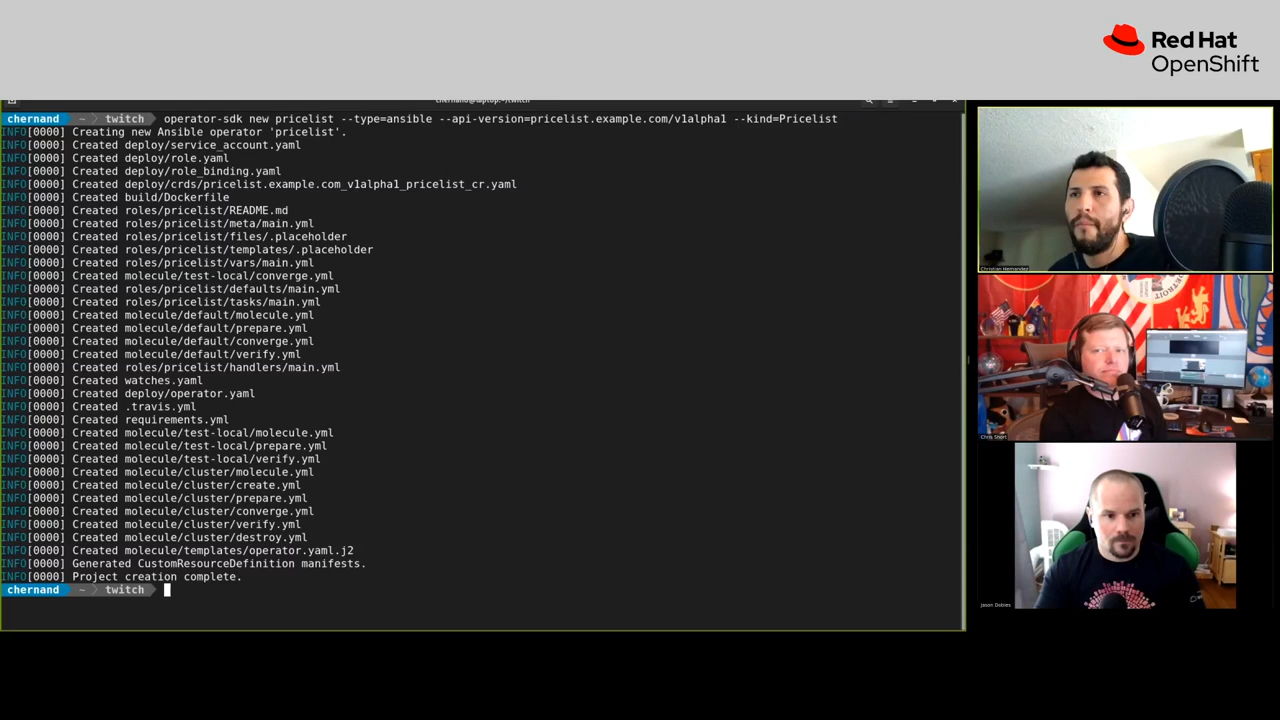 Red Hat
OpenShift
chernand@laptop:~/twitch
chernand ~ twitch operator-sdk new pricelist --type=ansible --api-version=pricelist.example.com/v1alpha1 --kind=Pricelist
INFO[0000] Creating new Ansible operator 'pricelist'.
INFO[0000] Created deploy/service_account.yaml
INFO[0000] Created deploy/role.yaml
INFO[0000] Created deploy/role_binding.yaml
INFO[0000] Created deploy/crds/pricelist.example.com_v1alpha1_pricelist_cr.yaml
INFO[0000] Created build/Dockerfile
INFO[0000] Created roles/pricelist/README.md
INFO[0000] Created roles/pricelist/meta/main.yml
INFO[0000] Created roles/pricelist/files/.placeholder
INFO[0000] Created roles/pricelist/templates/.placeholder
INFO[0000] Created roles/pricelist/vars/main.yml
INFO[0000] Created molecule/test-local/converge.yml
INFO[0000] Created roles/pricelist/defaults/main.yml
INFO[0000] Created roles/pricelist/tasks/main.yml
INFO[0000] Created molecule/default/molecule.yml
INFO[0000] Created molecule/default/prepare.yml
INFO[0000] Created molecule/default/converge.yml
INFO[0000] Created molecule/default/verify.yml
INFO[0000] Created roles/pricelist/handlers/main.yml
INFO[0000] Created watches.yaml
INFO[0000] Created deploy/operator.yaml
INFO[0000] Created .travis.yml
INFO[0000] Created requirements.yml
INFO[0000] Created molecule/test-local/molecule.yml
INFO[0000] Created molecule/test-local/prepare.yml
INFO[0000] Created molecule/test-local/verify.yml
INFO[0000] Created molecule/cluster/molecule.yml
INFO[0000] Created molecule/cluster/create.yml
INFO[0000] Created molecule/cluster/prepare.yml
INFO[0000] Created molecule/cluster/converge.yml
INFO[0000] Created molecule/cluster/verify.yml
INFO[0000] Created molecule/cluster/destroy.yml
INFO[0000] Created molecule/templates/operator.yaml.j2
INFO[0000] Generated CustomResourceDefinition manifests.
INFO[0000] Project creation complete.
chernand ~ twitch
Christian Hernandez
DETROIT
Chris Short
Jason Dobies